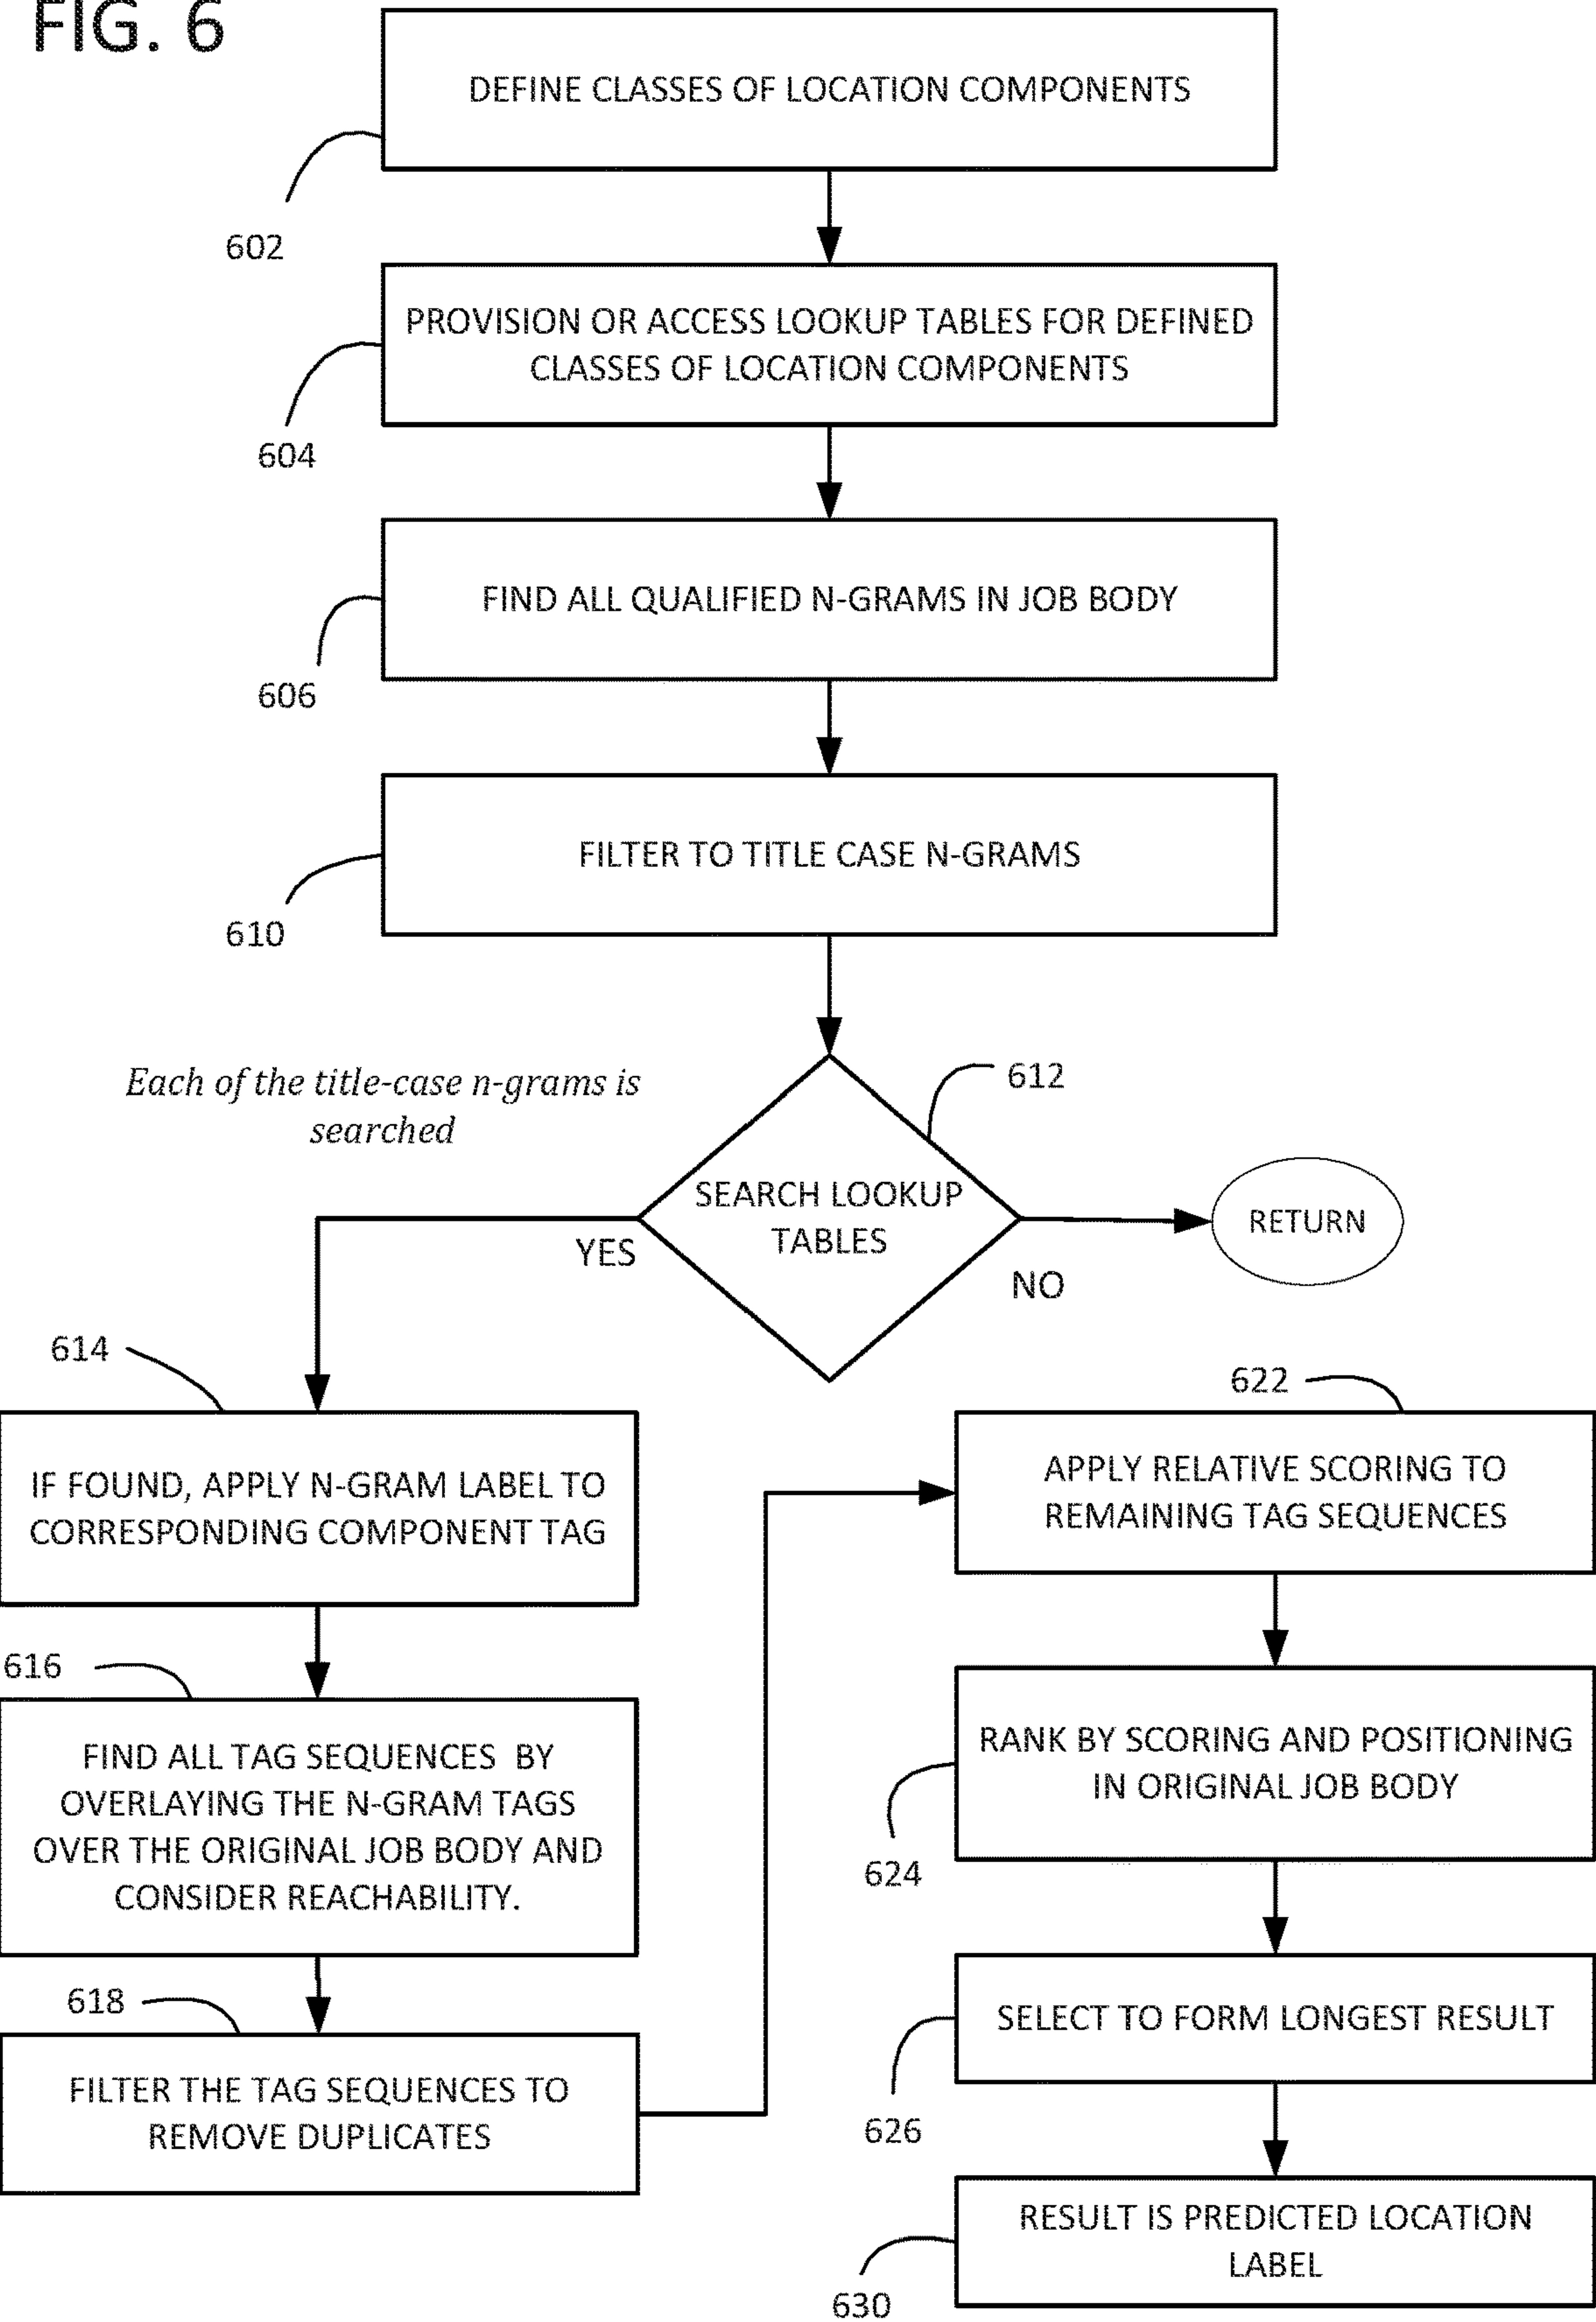 FIG. 6
DEFINE CLASSES OF LOCATION COMPONENTS
602
PROVISION OR ACCESS LOOKUP TABLES FOR DEFINED
CLASSES OF LOCATION COMPONENTS
604
FIND ALL QUALIFIED N-GRAMS IN JOB BODY
606
FILTER TO TITLE CASE N-GRAMS
610
Each of the title-case n-grams is
searched
612
SEARCH LOOKUP
TABLES
YES
NO
RETURN
614
IF FOUND, APPLY N-GRAM LABEL TO
CORRESPONDING COMPONENT TAG
616
FIND ALL TAG SEQUENCES BY
OVERLAYING THE N-GRAM TAGS
OVER THE ORIGINAL JOB BODY AND
CONSIDER REACHABILITY.
618
FILTER THE TAG SEQUENCES TO
REMOVE DUPLICATES
622
APPLY RELATIVE SCORING TO
REMAINING TAG SEQUENCES
RANK BY SCORING AND POSITIONING
IN ORIGINAL JOB BODY
624
SELECT TO FORM LONGEST RESULT
626
RESULT IS PREDICTED LOCATION
LABEL
630